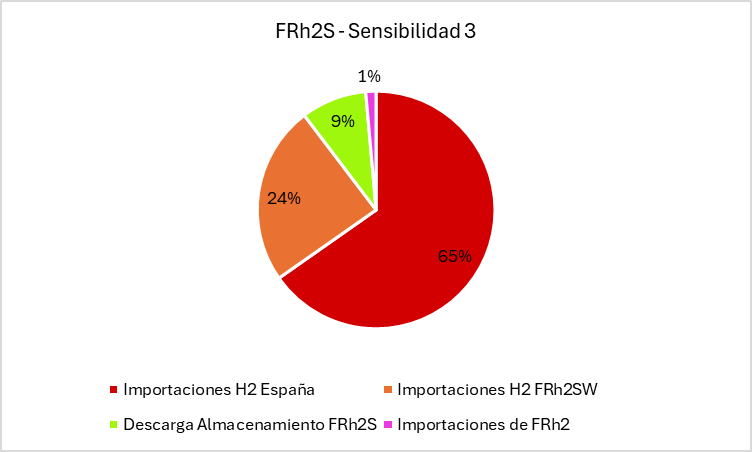 FRh2S - Sensibilidad 3
1%
9%
24%
65%
Importaciones H2 España
Importaciones H2 FRh2SW
Descarga Almacenamiento FRh2S
Importaciones de FRh2